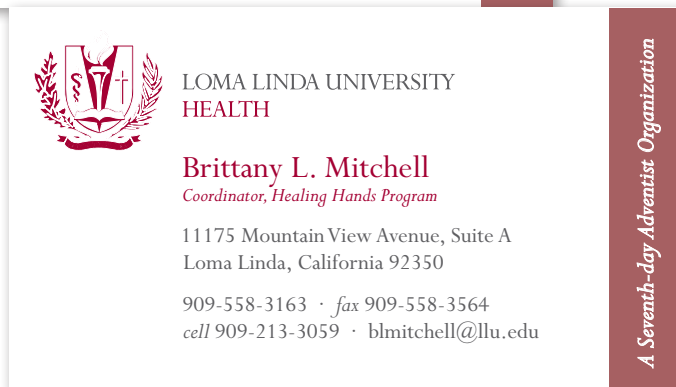 LOMA LINDA UNIVERSITY
HEALTH
Brittany L. Mitchell
Coordinator, Healing Hands Program
11175 Mountain View Avenue, Suite A
Loma Linda, California 92350
909-558-3163 · fax 909-558-3564
cell 909-213-3059 · blmitchell@llu.edu
A Seventh-day Adventist Organization